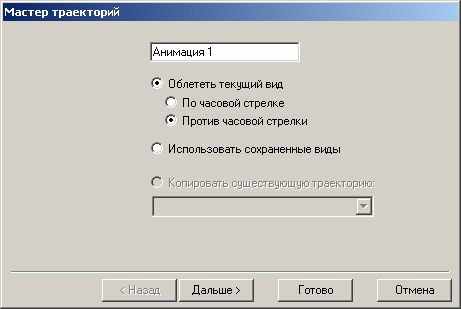 Мастер траекторий
Анимация 1
Облететь текущий вид
По часовой стрелке
Против часовой стрелки
Использовать сохраненные виды
Копировать существующую траекторию:
< Назад
Дальше >
Готово
Отмена